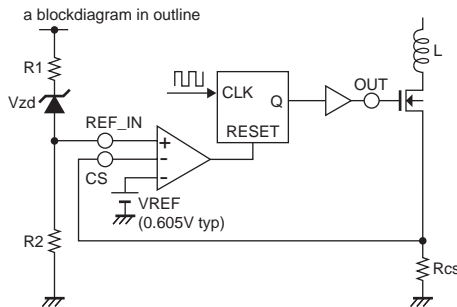 a blockdiagram in outline
R1
Vzd
REF_IN
CS
+
-
-
VREF
(0.605V typ)
R2
CLK
Q
RESET
OUT
L
Rcs